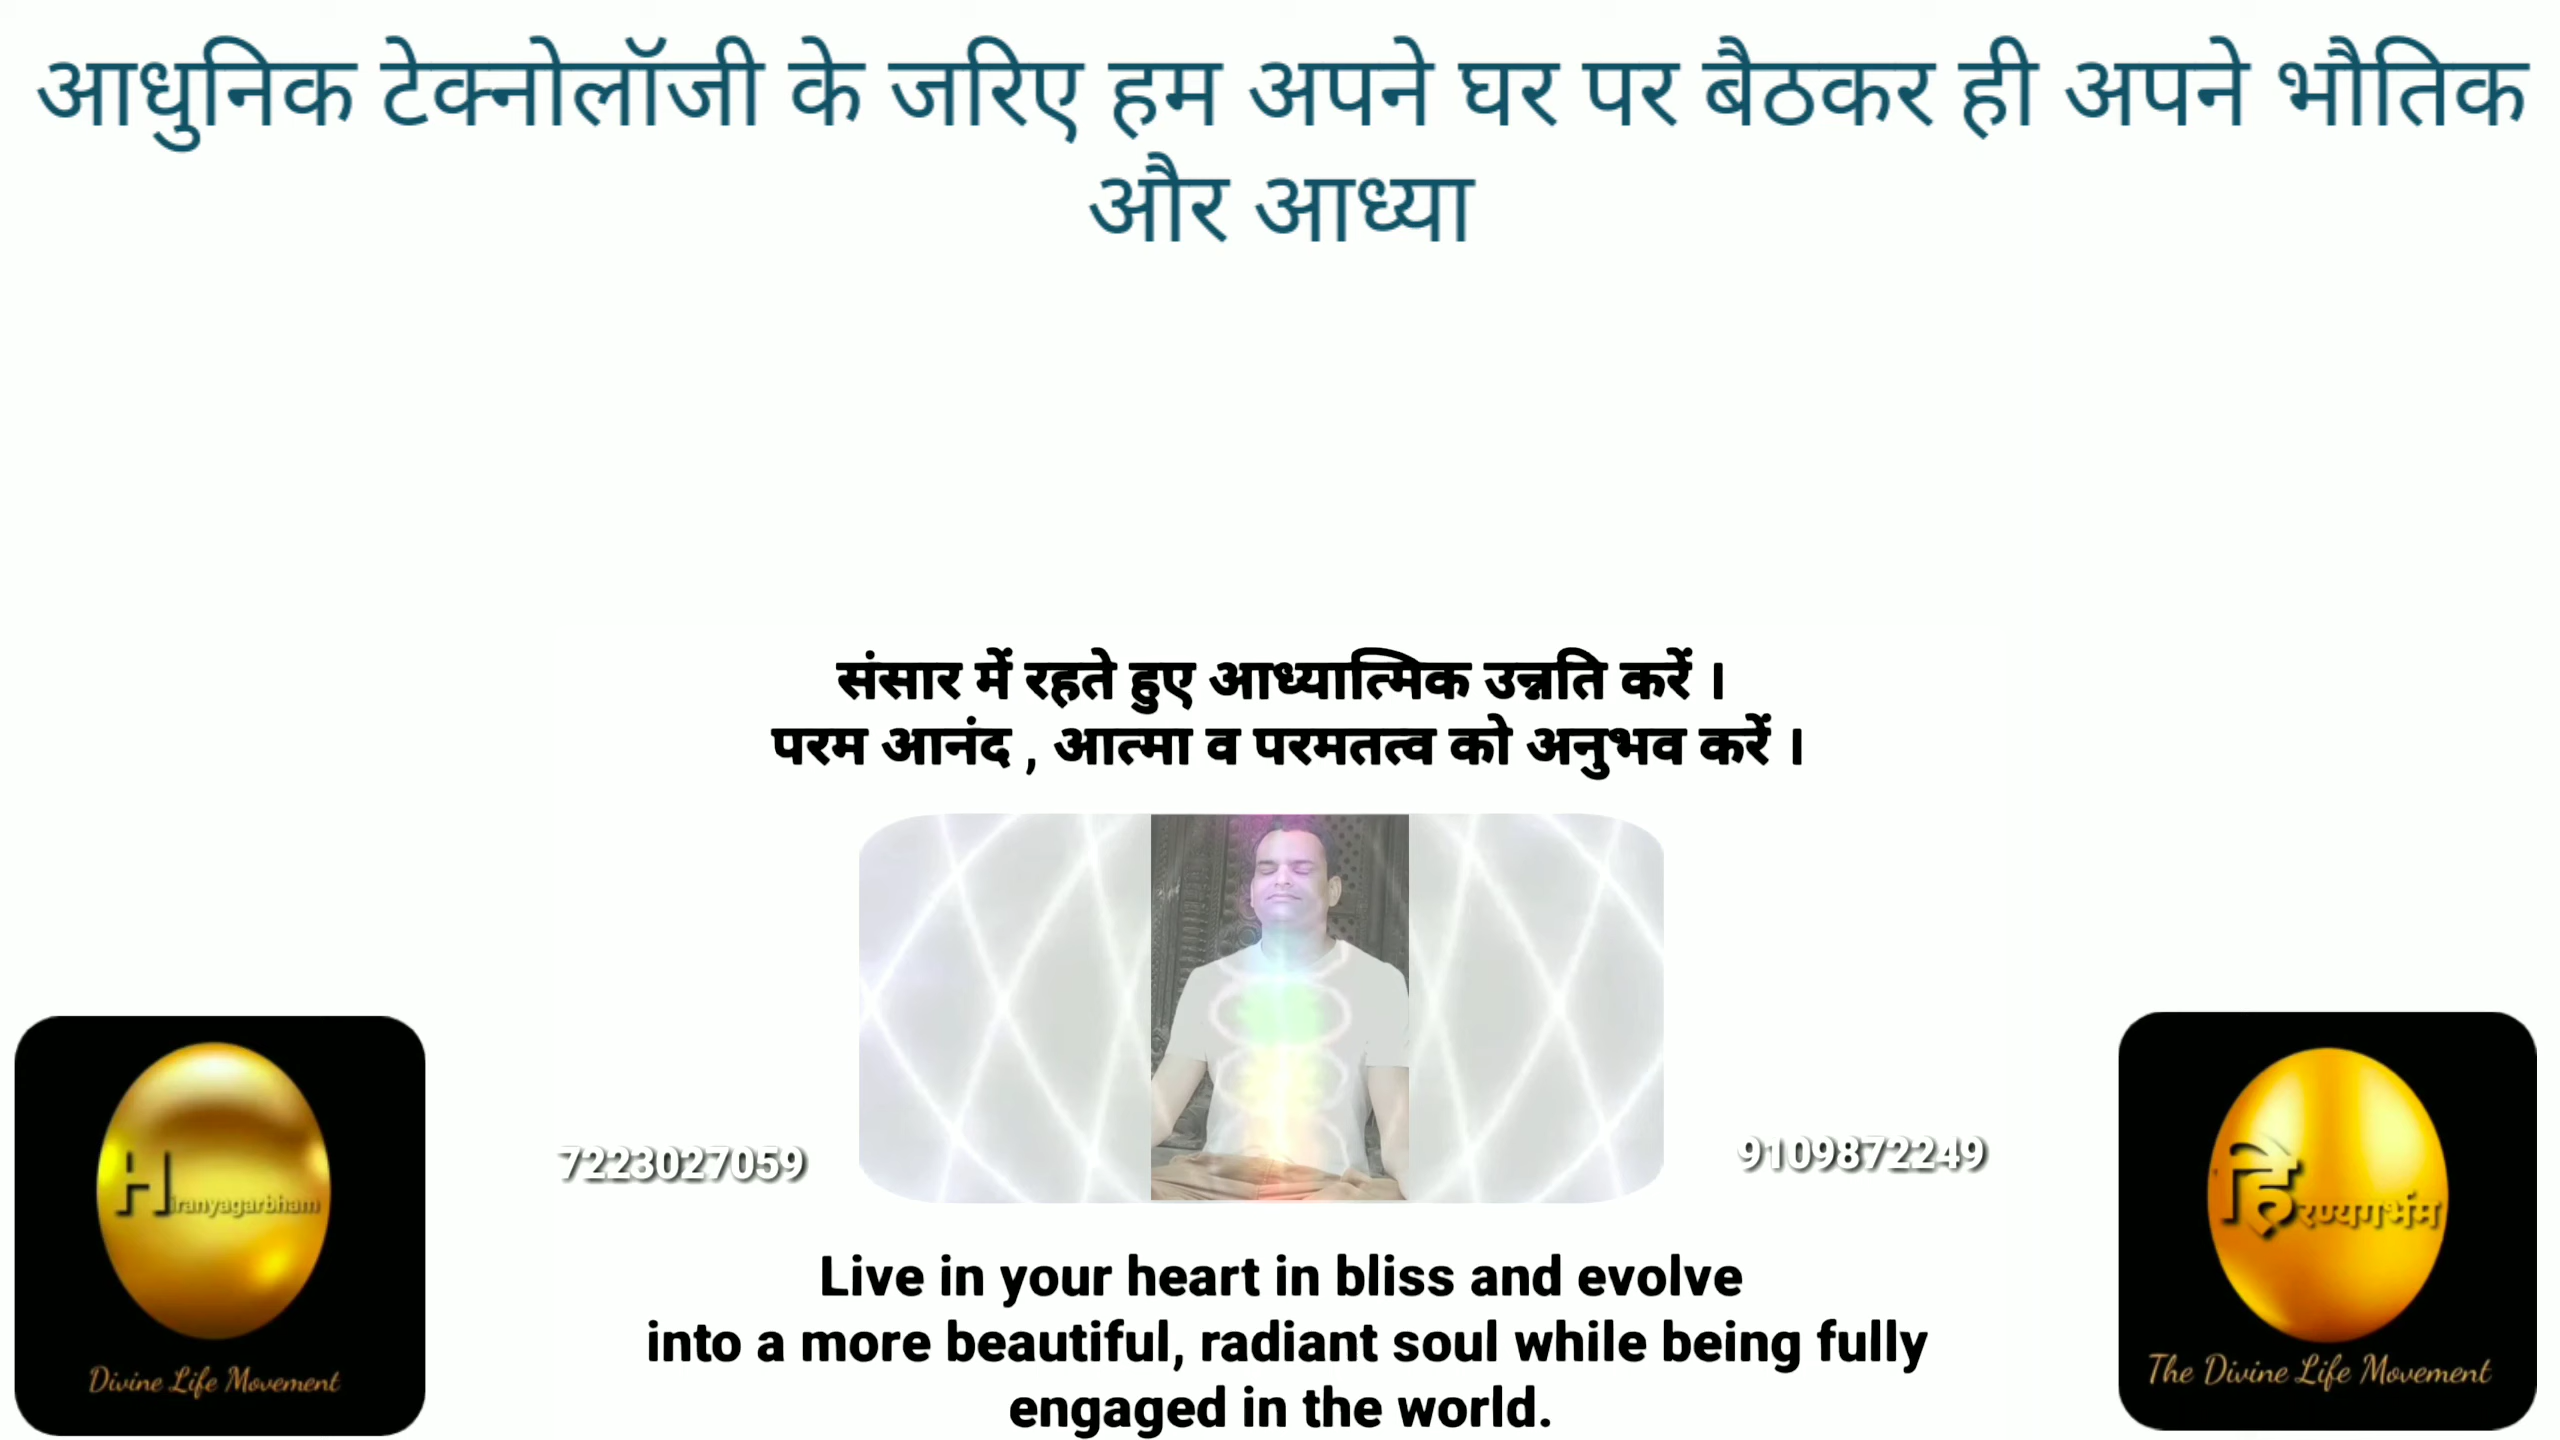 आधुनिक टेक्नोलॉजी के जरिए हम अपने घर पर बैठकर ही अपने भौतिक
और आध्या
संसार में रहते हुए आध्यात्मिक उन्नति करें ।
परम आनंद , आत्मा व परमतत्व को अनुभव करें ।
7223027059
9109872249
Hiranyagarbham
Divine Life Movement
हिरण्यगर्भम
The Divine Life Movement
Live in your heart in bliss and evolve
into a more beautiful, radiant soul while being fully
engaged in the world.